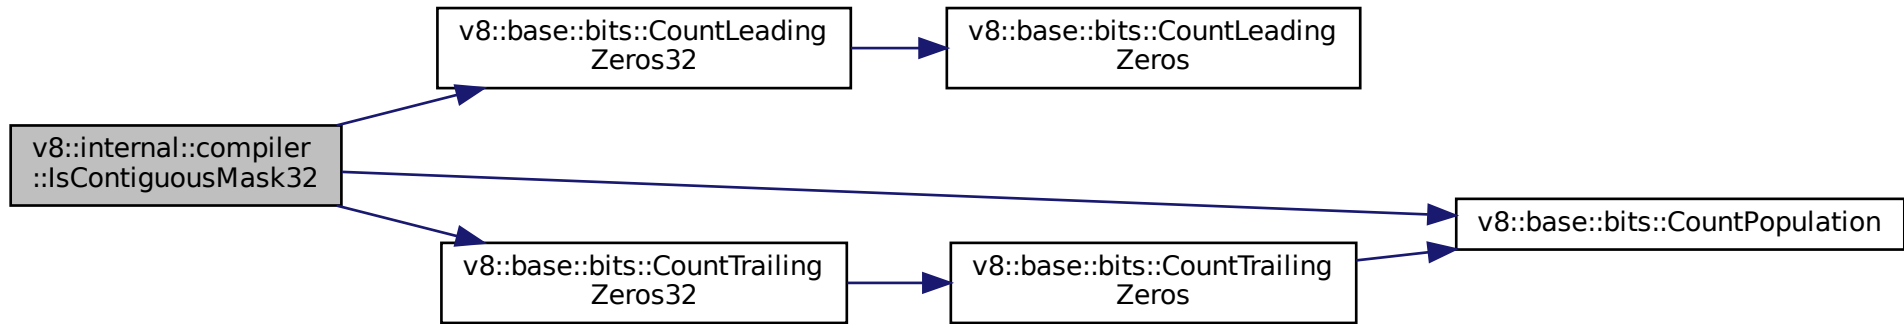 v8::base::bits::CountLeading
Zeros32
v8::base::bits::CountLeading
Zeros
v8::internal::compiler
::IsContiguousMask32
v8::base::bits::CountPopulation
v8::base::bits::CountTrailing
Zeros32
v8::base::bits::CountTrailing
Zeros